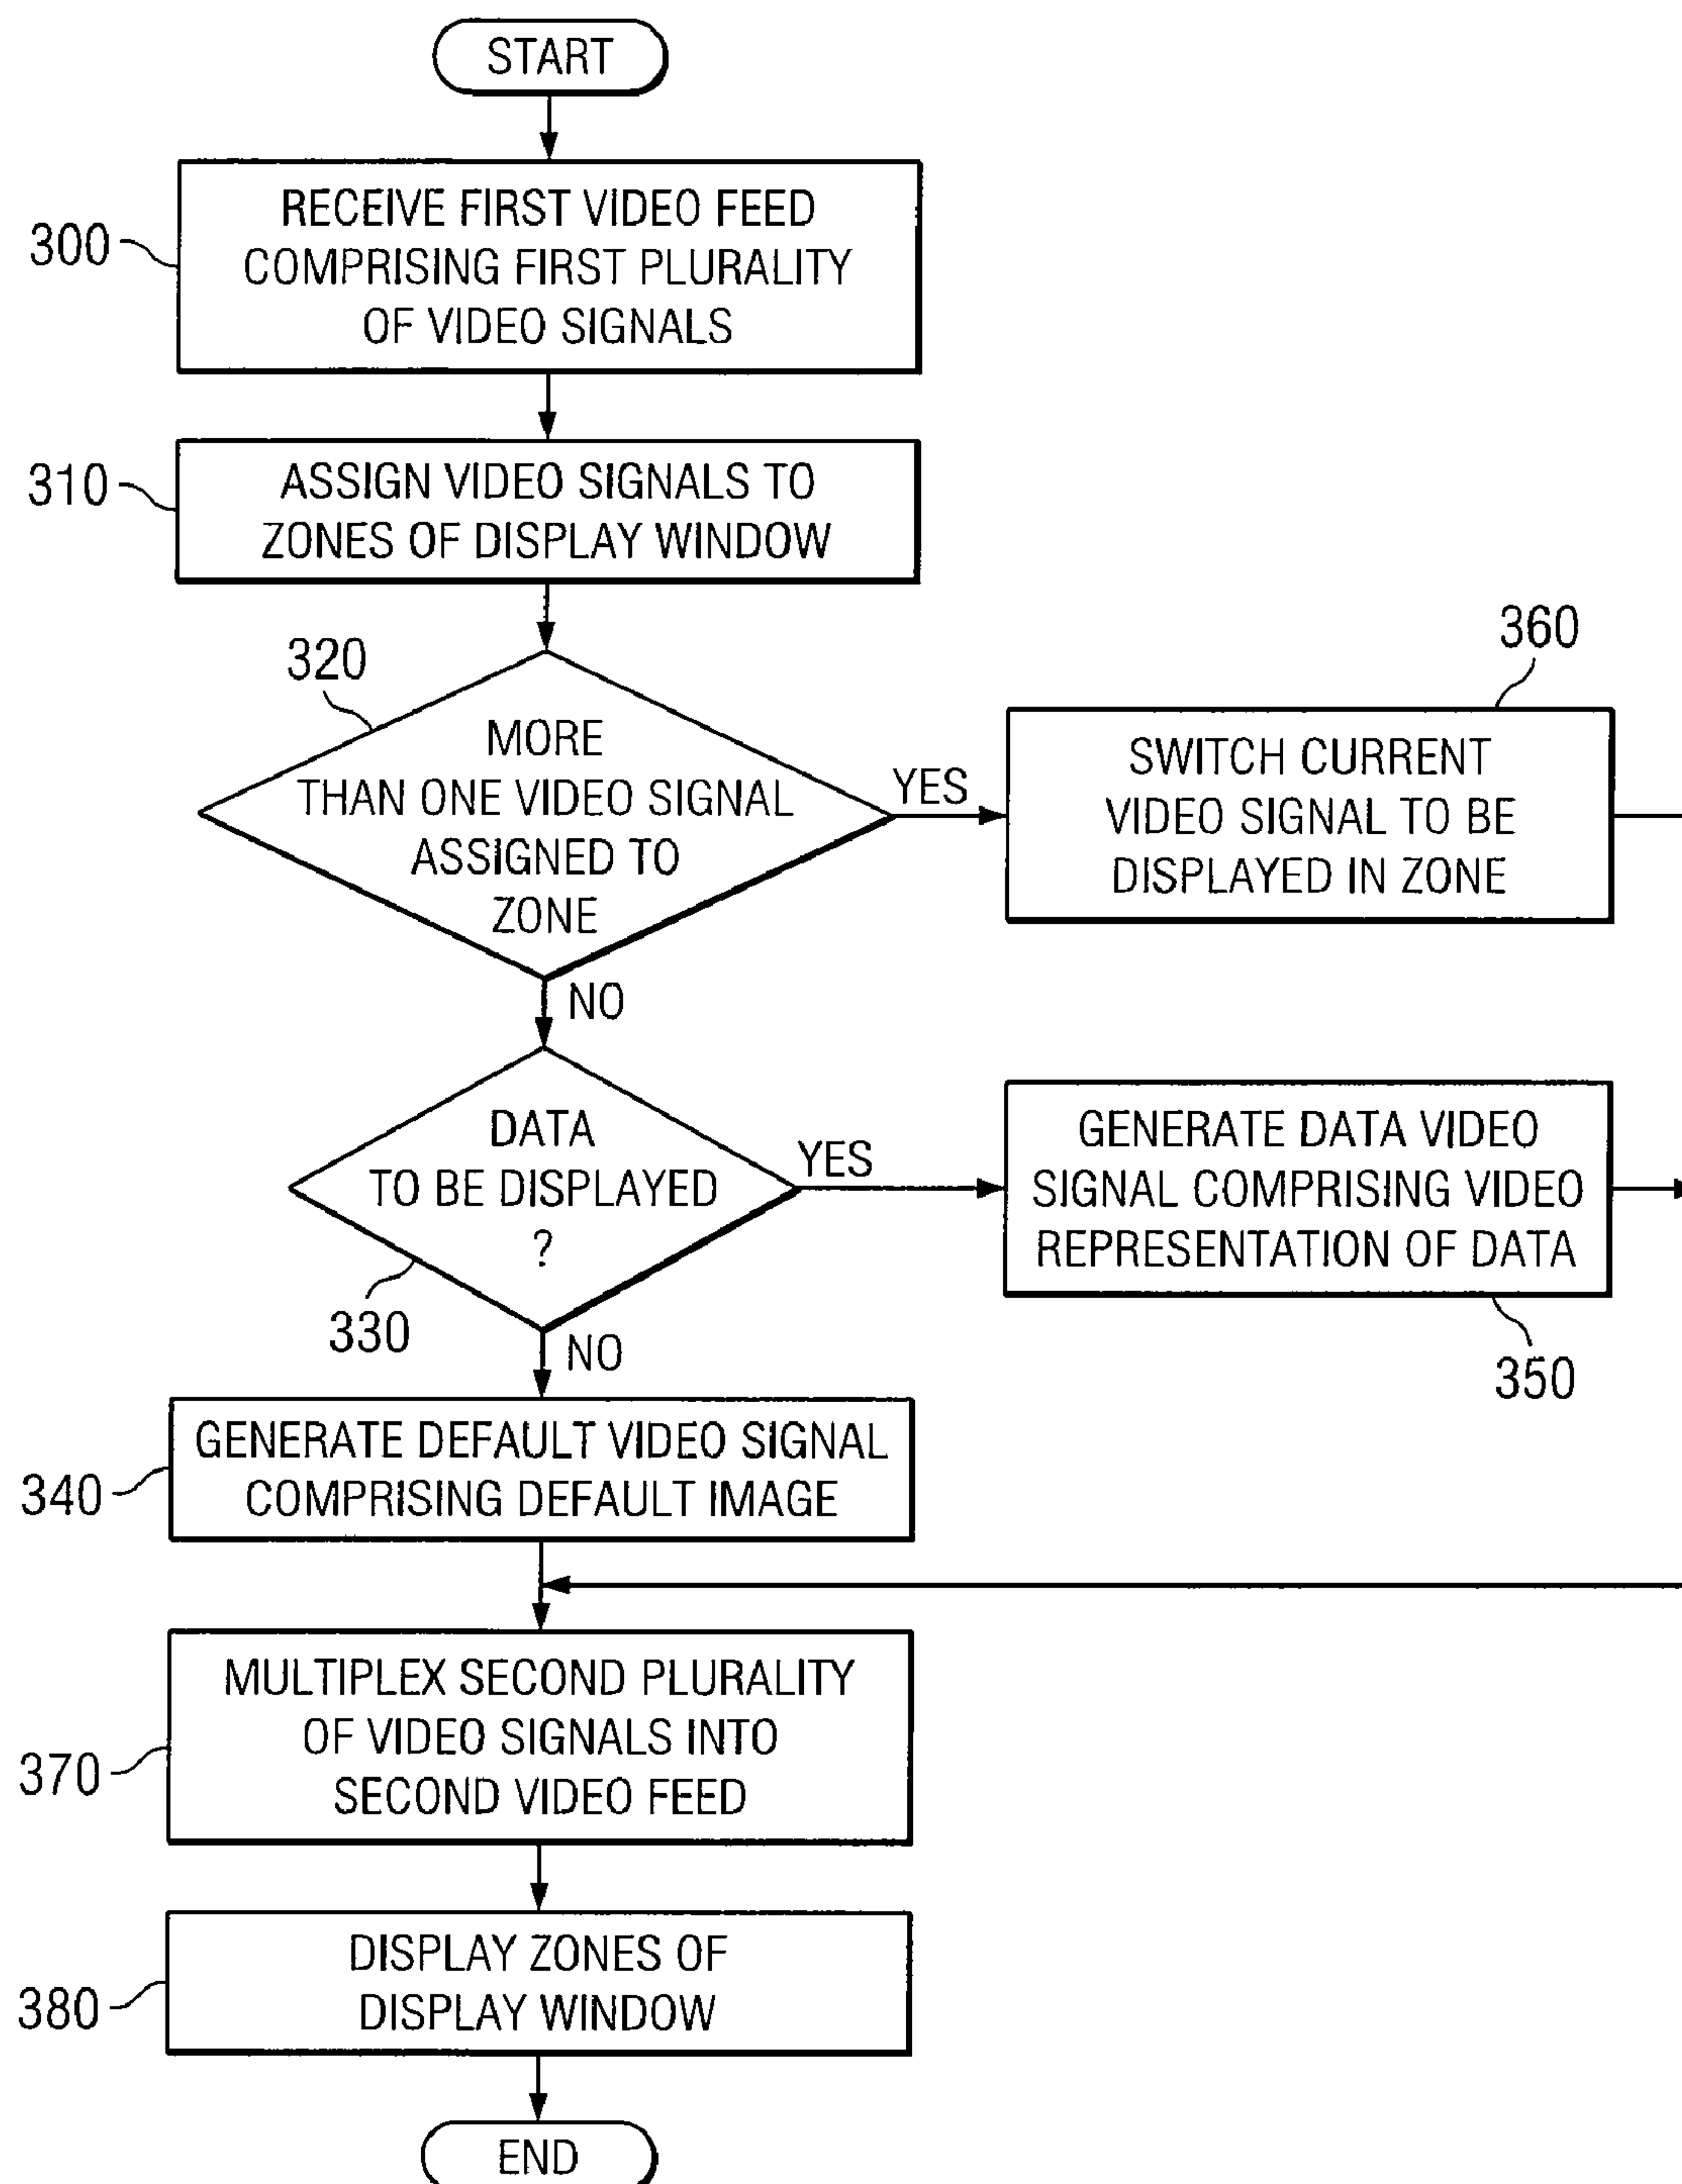 START
300
RECEIVE FIRST VIDEO FEED
COMPRISING FIRST PLURALITY
OF VIDEO SIGNALS
310
ASSIGN VIDEO SIGNALS TO
ZONES OF DISPLAY WINDOW
320
MORE
THAN ONE VIDEO SIGNAL
ASSIGNED TO
ZONE
YES
360
SWITCH CURRENT
VIDEO SIGNAL TO BE
DISPLAYED IN ZONE
NO
DATA
TO BE DISPLAYED
?
330
YES
GENERATE DATA VIDEO
SIGNAL COMPRISING VIDEO
REPRESENTATION OF DATA
350
NO
340
GENERATE DEFAULT VIDEO SIGNAL
COMPRISING DEFAULT IMAGE
370
MULTIPLEX SECOND PLURALITY
OF VIDEO SIGNALS INTO
SECOND VIDEO FEED
380
DISPLAY ZONES OF
DISPLAY WINDOW
END